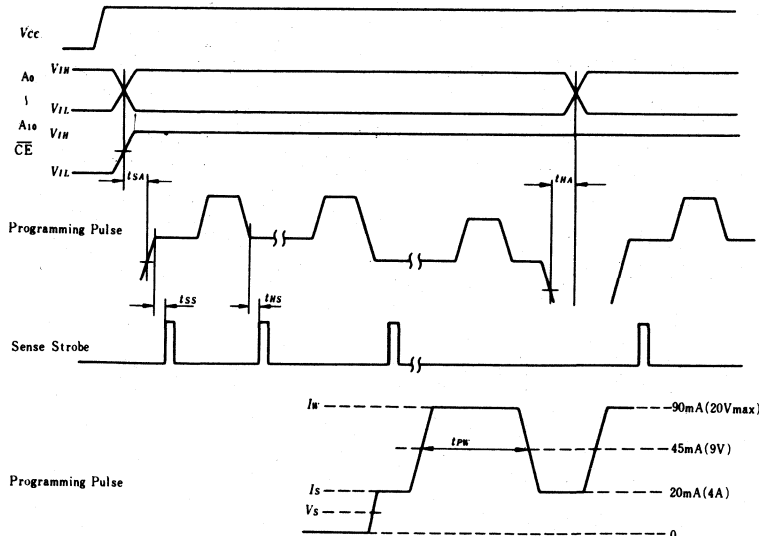 Vcc
VIH
A0
~
VIL
A10
VIH
CE
VIL
tSA
tHA
Programming Pulse
tSS
tHS
Sense Strobe
IW
90mA(20Vmax)
tPW
45mA(9V)
Programming Pulse
IS
20mA(4A)
VS
0